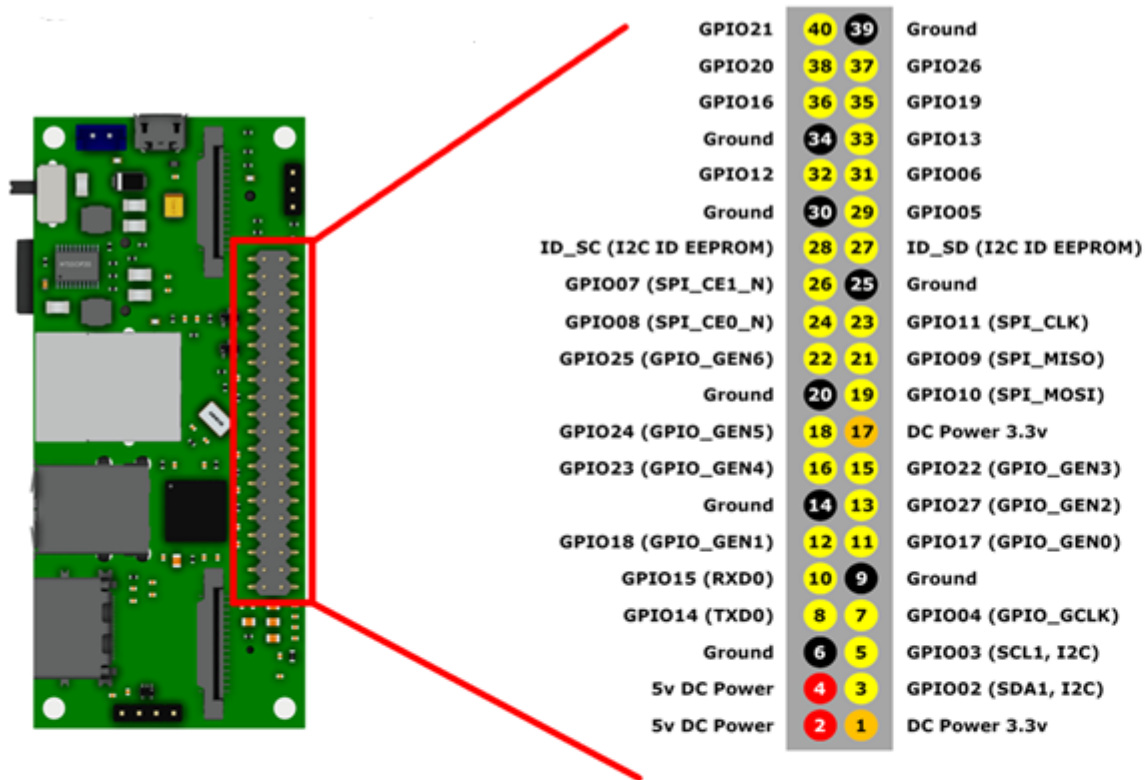 GPIO21 40 39 Ground
GPIO20 38 37 GPIO26
GPIO16 36 35 GPIO19
Ground 34 33 GPIO13
GPIO12 32 31 GPIO06
Ground 30 29 GPIO05
ID_SC (I2C ID EEPROM) 28 27 ID_SD (I2C ID EEPROM)
GPIO07 (SPI_CE1_N) 26 25 Ground
GPIO08 (SPI_CE0_N) 24 23 GPIO11 (SPI_CLK)
GPIO25 (GPIO_GEN6) 22 21 GPIO09 (SPI_MISO)
Ground 20 19 GPIO10 (SPI_MOSI)
GPIO24 (GPIO_GEN5) 18 17 DC Power 3.3v
GPIO23 (GPIO_GEN4) 16 15 GPIO22 (GPIO_GEN3)
Ground 14 13 GPIO27 (GPIO_GEN2)
GPIO18 (GPIO_GEN1) 12 11 GPIO17 (GPIO_GEN0)
GPIO15 (RXD0) 10 9 Ground
GPIO14 (TXD0) 8 7 GPIO04 (GPIO_GCLK)
Ground 6 5 GPIO03 (SCL1, I2C)
5v DC Power 4 3 GPIO02 (SDA1, I2C)
5v DC Power 2 1 DC Power 3.3v